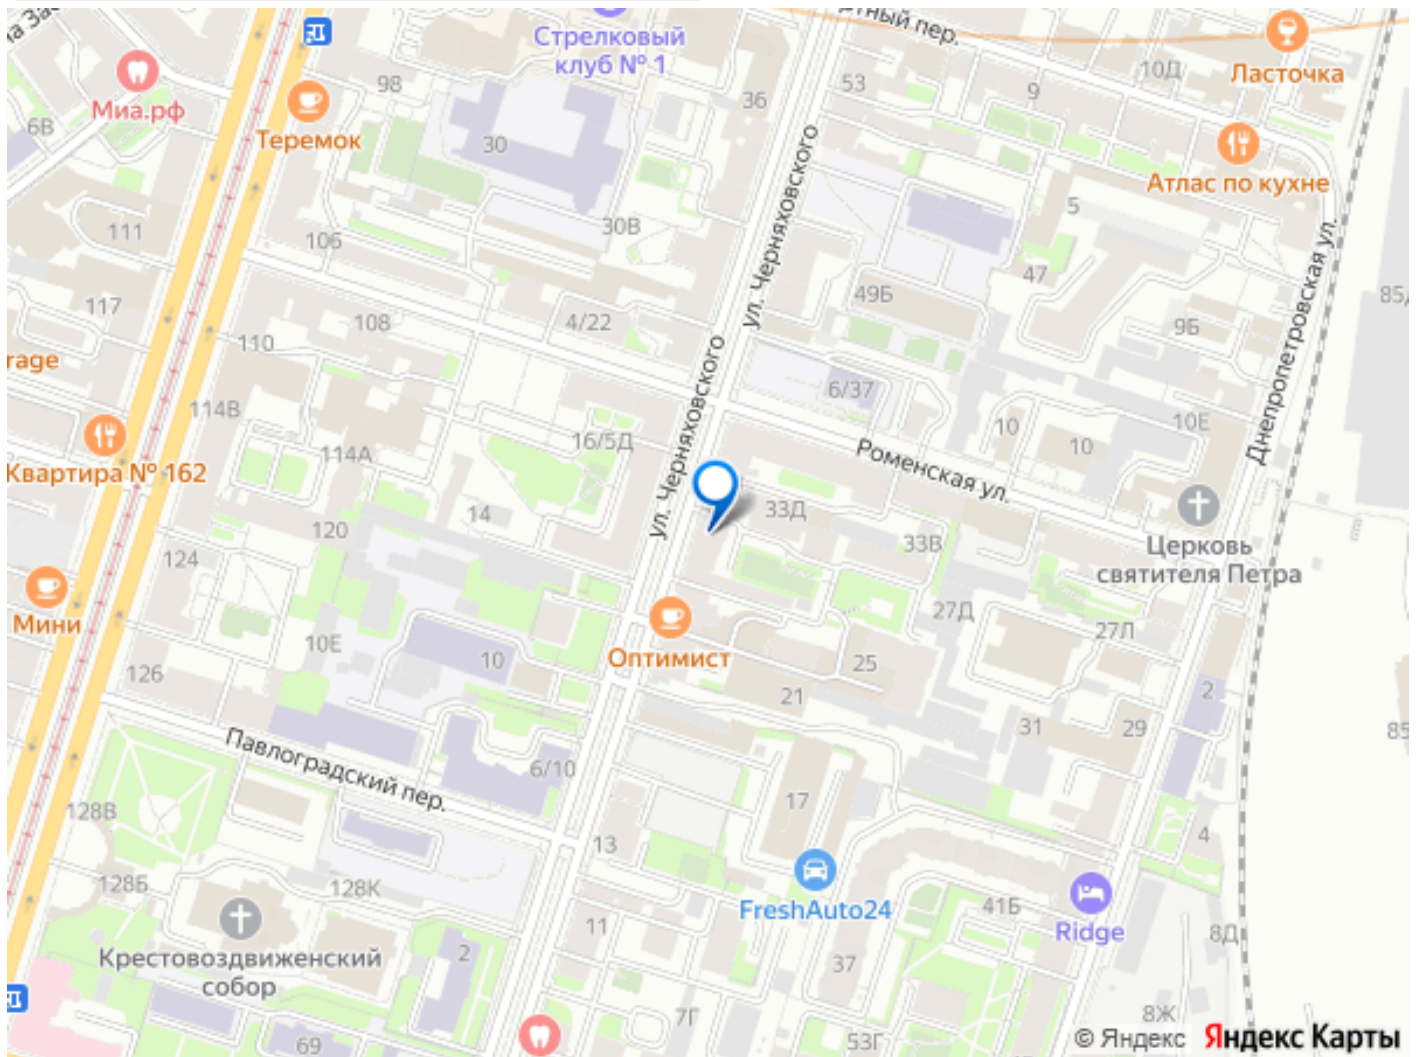 Стрелковый
клуб № 1
Ласточка
Миа.рф
98
36
53
10Д
9
6В
Теремок
30
Атлас по кухне
ул. Черняховского
5
111
106
30В
47
117
49Б
4/22
108
110
9Б
Днепропетровская ул.
rage
114В
6/37
10
10
10Е
ул. Черняховского
16/5Д
114А
Квартира № 162
Роменская ул.
14
33Д
120
33В
Церковь
святителя Петра
124
Мини
27Д
27Л
10Е
Оптимист
10
25
126
21
2
31
29
Павлоградский пер.
6/10
17
128В
13
4
128Б
128К
FreshAuto24
41Б
Ridge
11
8Д
Крестовоздвиженский
собор
2
37
7Г
8Ж
53Г
69
© Яндекс Яндекс Карты